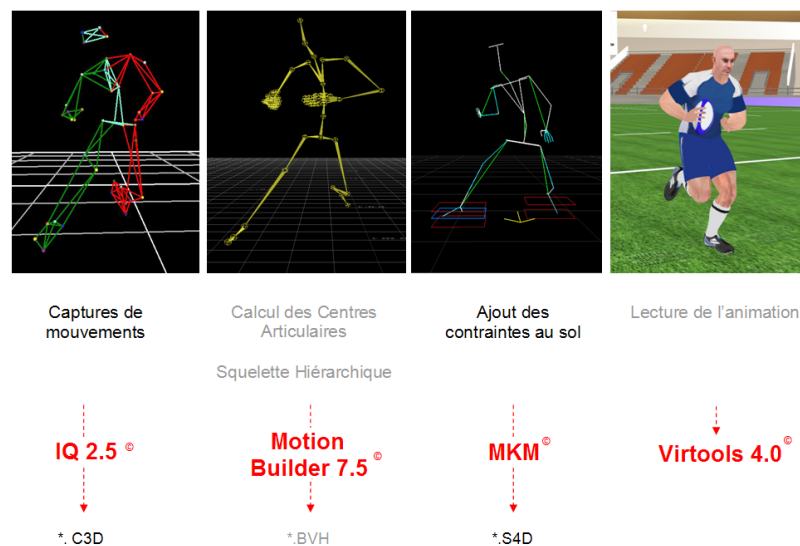 Captures de
mouvements
Calcul des Centres
Articulaires
Squelette Hiérarchique
Ajout des
contraintes au sol
Lecture de l'animation
IQ 2.5 ©
Motion
Builder 7.5 ©
MKM ©
Virtools 4.0 ©
*. C3D
*.BVH
*.S4D